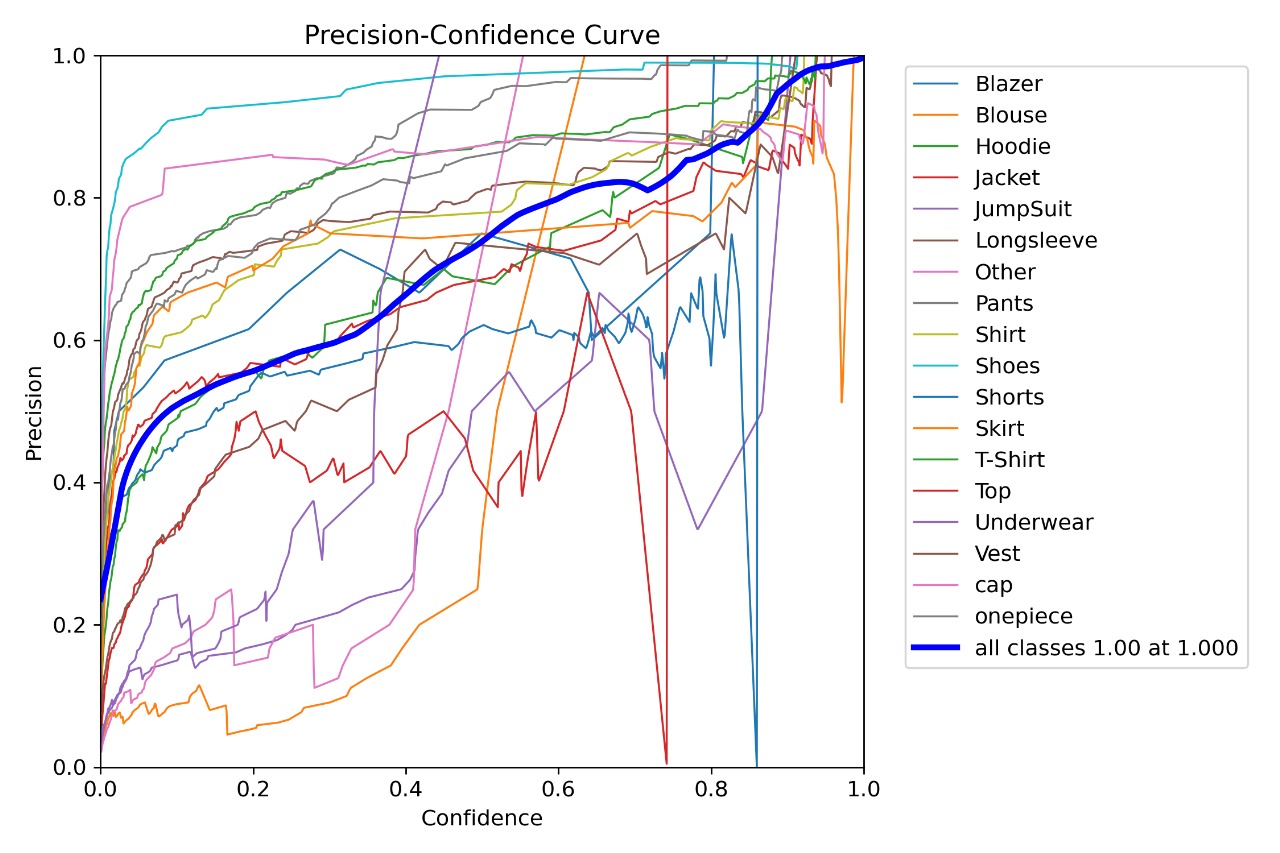 Precision-Confidence Curve
1.0
0.8
0.6
0.4
0.2
0.0
Precision
0.0 0.2 0.4 0.6 0.8 1.0
Confidence
Blazer
Blouse
Hoodie
Jacket
JumpSuit
Longsleeve
Other
Pants
Shirt
Shoes
Shorts
Skirt
T-Shirt
Top
Underwear
Vest
cap
onepiece
all classes 1.00 at 1.000